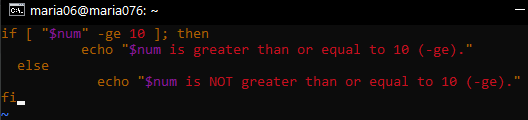 maria06@maria076: ~
if [ "$num" -ge 10 ]; then
echo "$num is greater than or equal to 10 (-ge)."
else
echo "$num is NOT greater than or equal to 10 (-ge)."
fi
~